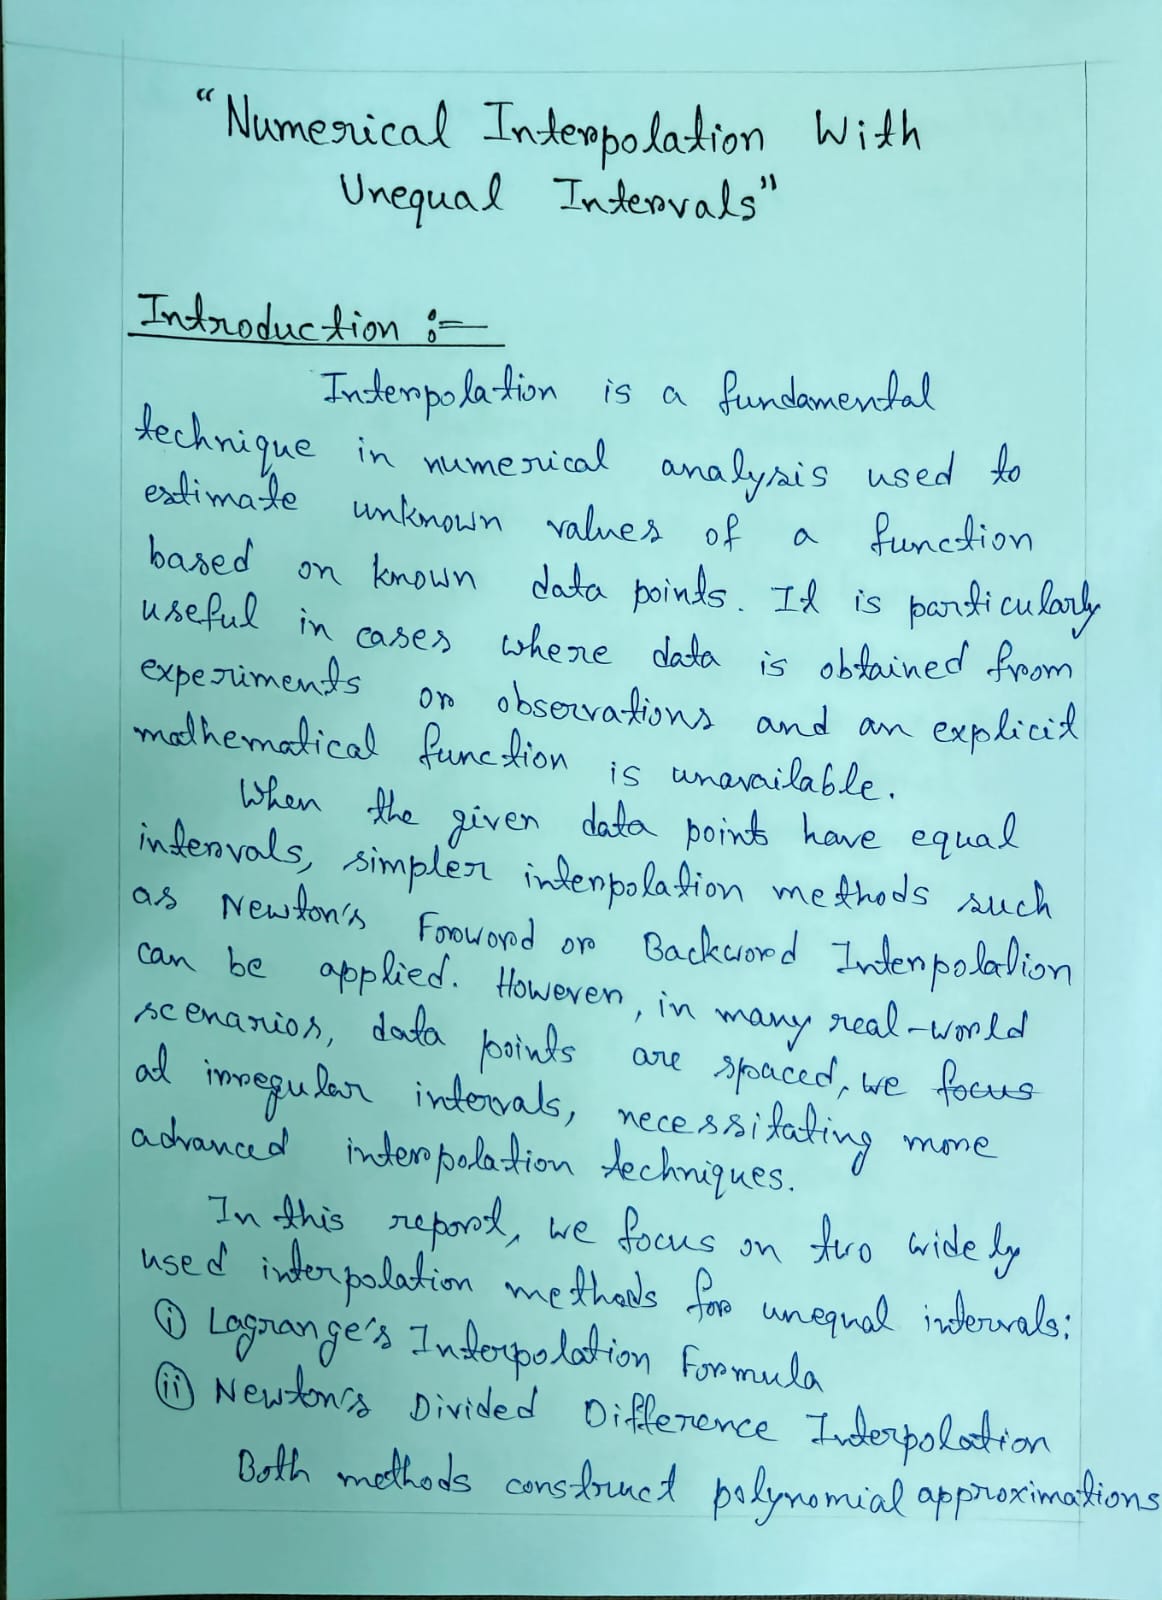 "Numerical Interpolation With
Unequal Intervals"
Introduction :-
Interpolation is a fundamental
technique in numerical analysis used to
estimate unknown values of a function
based on known data points. It is particularly
useful in cases where data is obtained from
experiments or observations and an explicit
mathematical function is unavailable.
When the given data points have equal
intervals, simpler interpolation methods such
as Newton's Forword or Backword Interpolation
can be applied. However, in many real-world
scenarios, data points are spaced, we focus
at irregular intervals, necessitating more
advanced interpolation techniques.
In this report, we focus on two widely
used interpolation methods for unequal intervals:
(i) Lagrange's Interpolation Formula
(ii) Newton's Divided Difference Interpolation
Both methods construct polynomial approximations